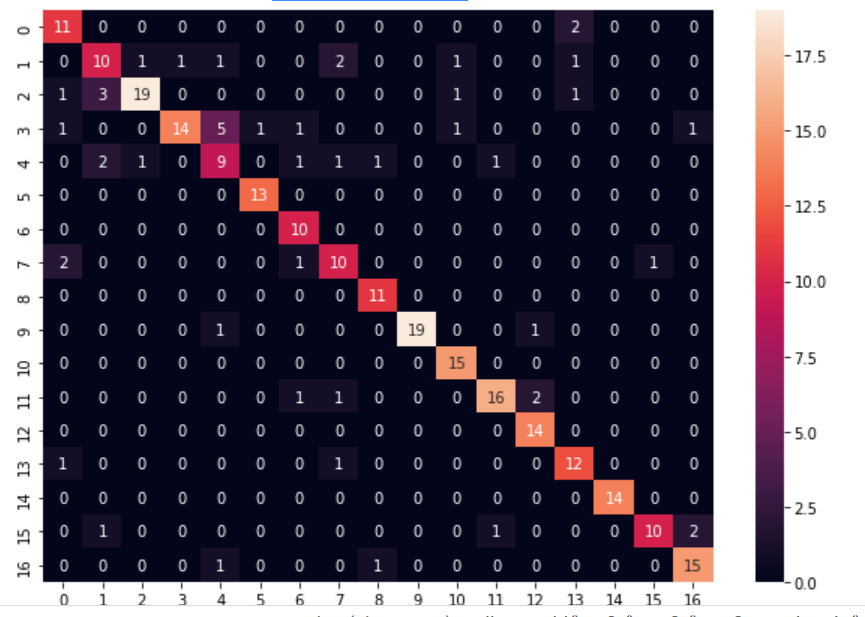 0 11 0 0 0 0 0 0 0 0 0 0 0 0 2 0 0 0
1 0 10 1 1 1 0 0 2 0 0 1 0 0 1 0 0 0
2 1 3 19 0 0 0 0 0 0 0 1 0 0 1 0 0 0
3 1 0 0 14 5 1 1 0 0 0 1 0 0 0 0 0 1
4 0 2 1 0 9 0 1 1 1 0 0 1 0 0 0 0 0
5 0 0 0 0 0 13 0 0 0 0 0 0 0 0 0 0 0
6 0 0 0 0 0 0 10 0 0 0 0 0 0 0 0 0 0
7 2 0 0 0 0 0 1 10 0 0 0 0 0 0 0 1 0
8 0 0 0 0 0 0 0 0 11 0 0 0 0 0 0 0 0
9 0 0 0 0 1 0 0 0 0 19 0 0 1 0 0 0 0
10 0 0 0 0 0 0 0 0 0 0 15 0 0 0 0 0 0
11 0 0 0 0 0 0 1 1 0 0 0 16 2 0 0 0 0
12 0 0 0 0 0 0 0 0 0 0 0 0 14 0 0 0 0
13 1 0 0 0 0 0 0 1 0 0 0 0 0 12 0 0 0
14 0 0 0 0 0 0 0 0 0 0 0 0 0 0 14 0 0
15 0 1 0 0 0 0 0 0 0 0 0 1 0 0 0 10 2
16 0 0 0 0 1 0 0 0 1 0 0 0 0 0 0 0 15
0 1 2 3 4 5 6 7 8 9 10 11 12 13 14 15 16
17.5
15.0
12.5
10.0
7.5
5.0
2.5
0.0